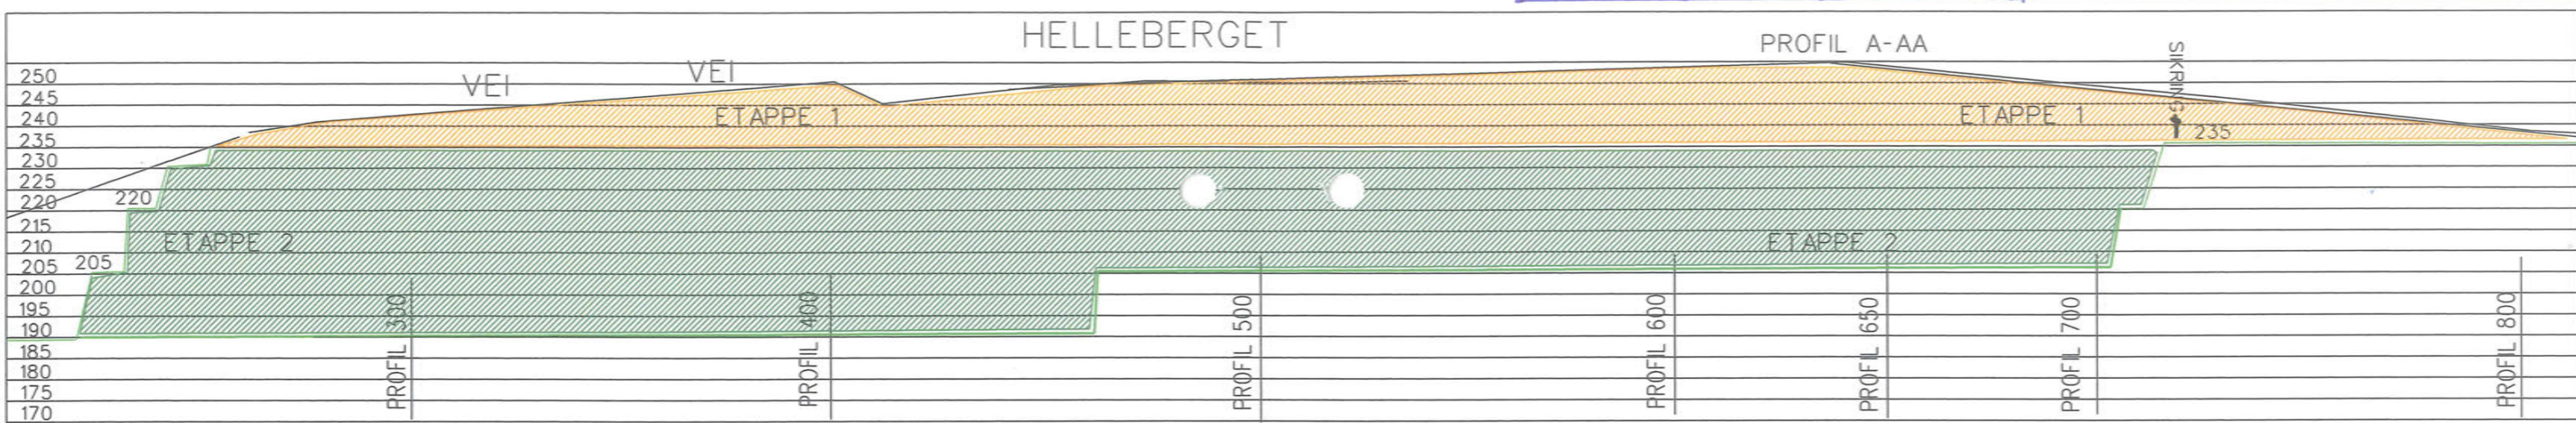 HELLEBERGET
PROFIL A-AA
SIKRING
VEI
VEI
250
245
240
235
230
225
220
215
210
205
200
195
190
185
180
175
170
ETAPPE 1
ETAPPE 1
235
220
205
ETAPPE 2
ETAPPE 2
PROFIL 300
PROFIL 400
PROFIL 500
PROFIL 600
PROFIL 650
PROFIL 700
PROFIL 800